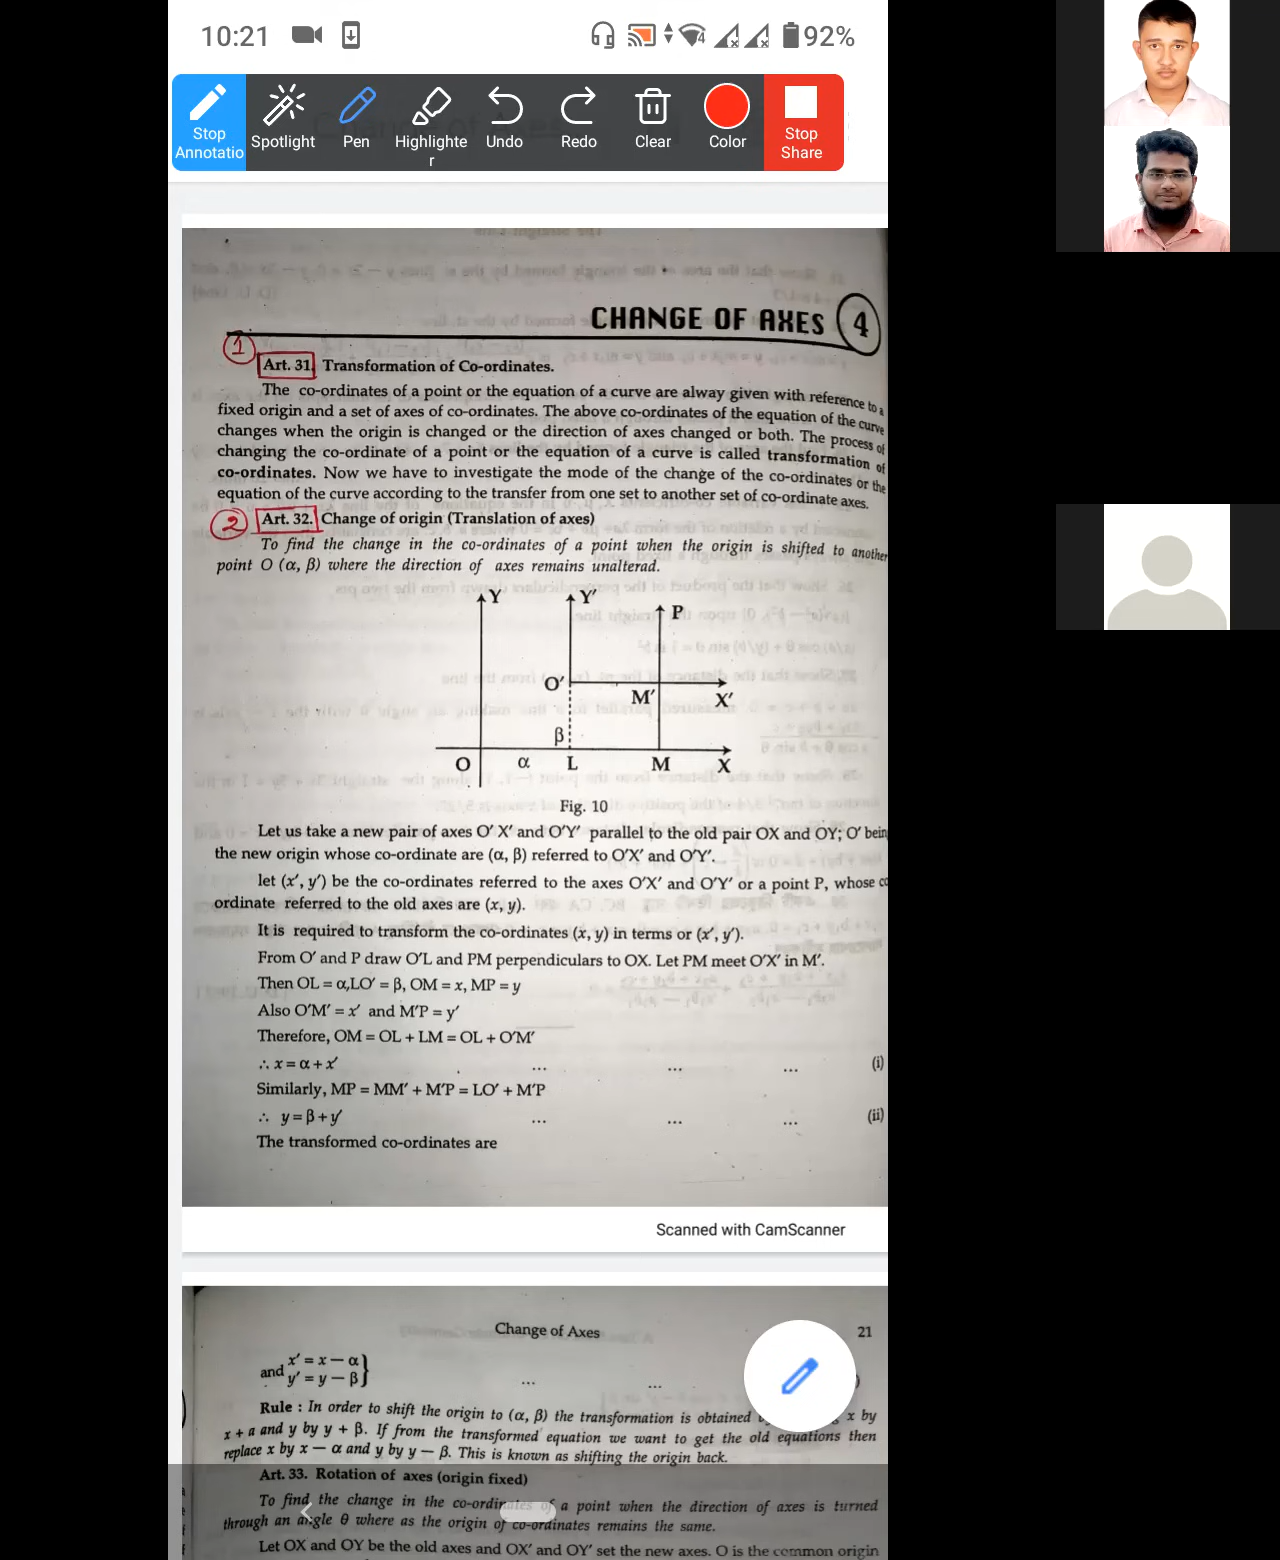 10:21
92%
Stop Annotatio
Spotlight
Pen
Highlighter
Undo
Redo
Clear
Color
Stop Share
CHANGE OF AXES 4
1
Art. 31. Transformation of Co-ordinates.
The co-ordinates of a point or the equation of a curve are alway given with reference to a
fixed origin and a set of axes of co-ordinates. The above co-ordinates of the equation of the curve
changes when the origin is changed or the direction of axes changed or both. The process of
changing the co-ordinate of a point or the equation of a curve is called transformation of
co-ordinates. Now we have to investigate the mode of the change of the co-ordinates or the
equation of the curve according to the transfer from one set to another set of co-ordinate axes.
2
Art. 32. Change of origin (Translation of axes)
To find the change in the co-ordinates of a point when the origin is shifted to another
point O (α, β) where the direction of axes remains unalterad.
Y Y′ P
O′ M′ X′
β
O α L M X
Fig. 10
Let us take a new pair of axes O′ X′ and O′Y′ parallel to the old pair OX and OY; O′ bein
the new origin whose co-ordinate are (α, β) referred to O′X′ and O′Y′.
let (x′, y′) be the co-ordinates referred to the axes O′X′ and O′Y′ or a point P, whose co
ordinate referred to the old axes are (x, y).
It is required to transform the co-ordinates (x, y) in terms or (x′, y′).
From O′ and P draw O′L and PM perpendiculars to OX. Let PM meet O′X′ in M′.
Then OL = α,LO′ = β, OM = x, MP = y
Also O′M′ = x′ and M′P = y′
Therefore, OM = OL + LM = OL + O′M′
∴ x = α + x′ ... ... ... (i)
Similarly, MP = MM′ + M′P = LO′ + M′P
∴ y = β + y′ ... ... ... (ii)
The transformed co-ordinates are
Scanned with CamScanner
Change of Axes 21
and x′ = x − α
y′ = y − β} ... ...
Rule : In order to shift the origin to (α, β) the transformation is obtained x by
x + a and y by y + β. If from the transformed equation we want to get the old equations then
replace x by x − α and y by y − β. This is known as shifting the origin back.
Art. 33. Rotation of axes (origin fixed)
To find the change in the co-ordinates of a point when the direction of axes is turned
through an angle θ where as the origin of co-ordinates remains the same.
Let OX and OY be the old axes and OX′ and OY′ set the new axes. O is the common origin